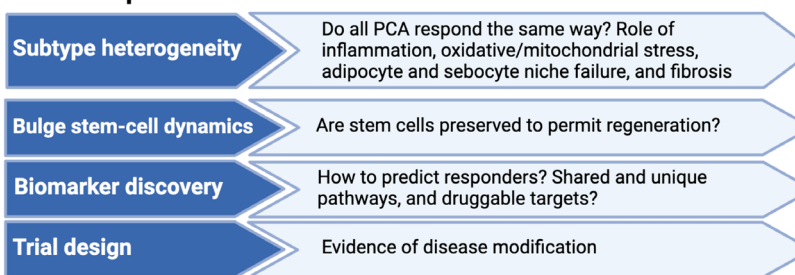 Subtype heterogeneity
Do all PCA respond the same way? Role of
inflammation, oxidative/mitochondrial stress,
adipocyte and sebocyte niche failure, and fibrosis
Bulge stem-cell dynamics
Are stem cells preserved to permit regeneration?
Biomarker discovery
How to predict responders? Shared and unique
pathways, and druggable targets?
Trial design
Evidence of disease modification